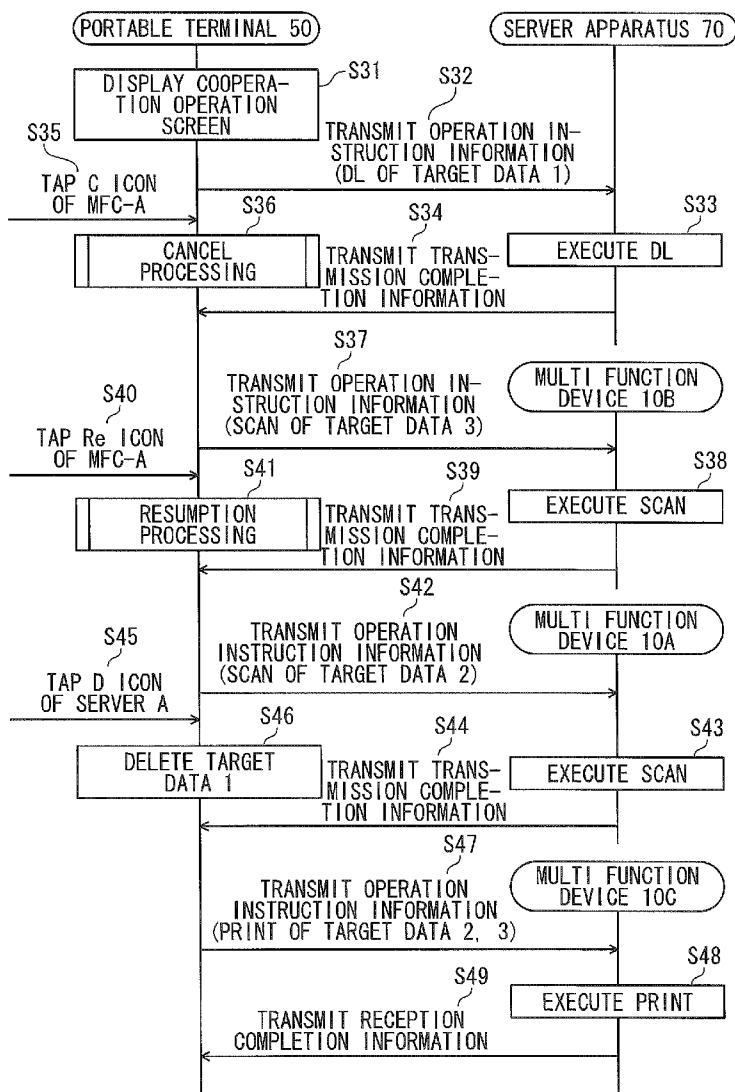 PORTABLE TERMINAL 50
SERVER APPARATUS 70
S31
DISPLAY COOPERA-
TION OPERATION
SCREEN
S32
TRANSMIT OPERATION IN-
STRUCTION INFORMATION
(DL OF TARGET DATA 1)
S35
TAP C ICON
OF MFC-A
S36
CANCEL
PROCESSING
S34
TRANSMIT TRANS-
MISSION COMPLE-
TION INFORMATION
S33
EXECUTE DL
S37
TRANSMIT OPERATION IN-
STRUCTION INFORMATION
(SCAN OF TARGET DATA 3)
MULTI FUNCTION
DEVICE 10B
S40
TAP Re ICON
OF MFC-A
S41
RESUMPTION
PROCESSING
S39
TRANSMIT TRANS-
MISSION COMPLE-
TION INFORMATION
S38
EXECUTE SCAN
S42
TRANSMIT OPERATION
INSTRUCTION INFORMATION
(SCAN OF TARGET DATA 2)
MULTI FUNCTION
DEVICE 10A
S45
TAP D ICON
OF SERVER A
S46
DELETE TARGET
DATA 1
S44
TRANSMIT TRANS-
MISSION COMPLE-
TION INFORMATION
S43
EXECUTE SCAN
S47
TRANSMIT OPERATION
INSTRUCTION INFORMATION
(PRINT OF TARGET DATA 2, 3)
MULTI FUNCTION
DEVICE 10C
S48
EXECUTE PRINT
S49
TRANSMIT RECEPTION
COMPLETION INFORMATION